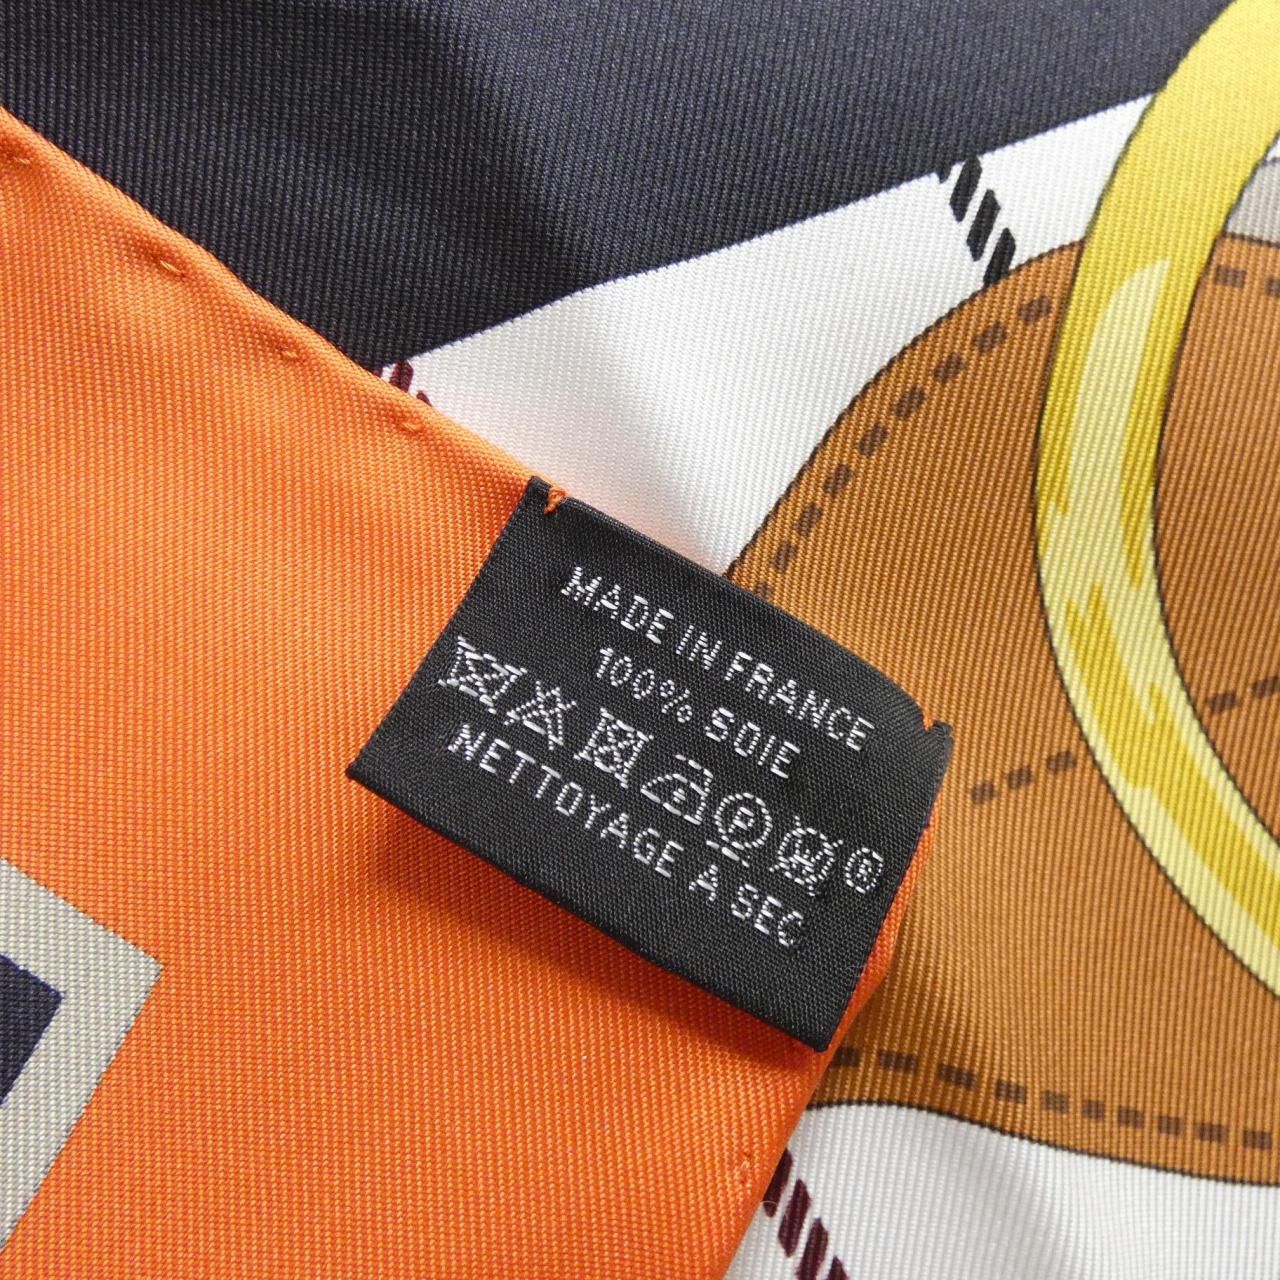 MADE IN FRANCE
100% SOIE
P W ®
NETTOYAGE A SEC